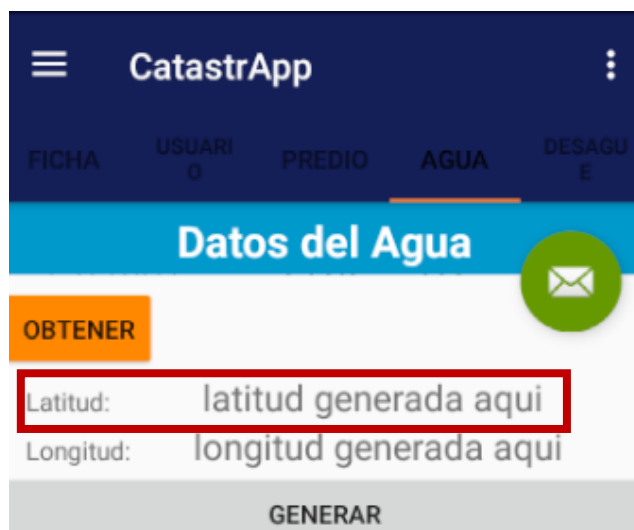 CatastrApp
FICHA USUARI
O PREDIO AGUA DESAGU
E
Datos del Agua
OBTENER
Latitud: latitud generada aqui
Longitud: longitud generada aqui
GENERAR